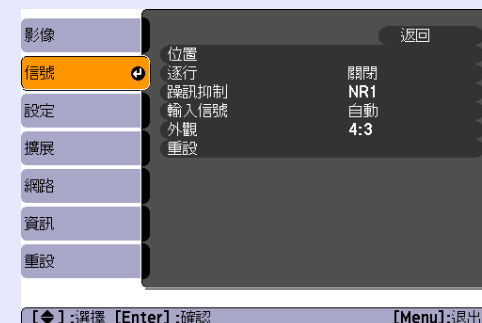 影像
信號
設定
擴展
網路
資訊
重設
返回
位置
逐行 關閉
躁訊抑制 NR1
輸入信號 自動
外觀 4:3
重設
[◆]:選擇 [Enter]:確認 [Menu]:退出